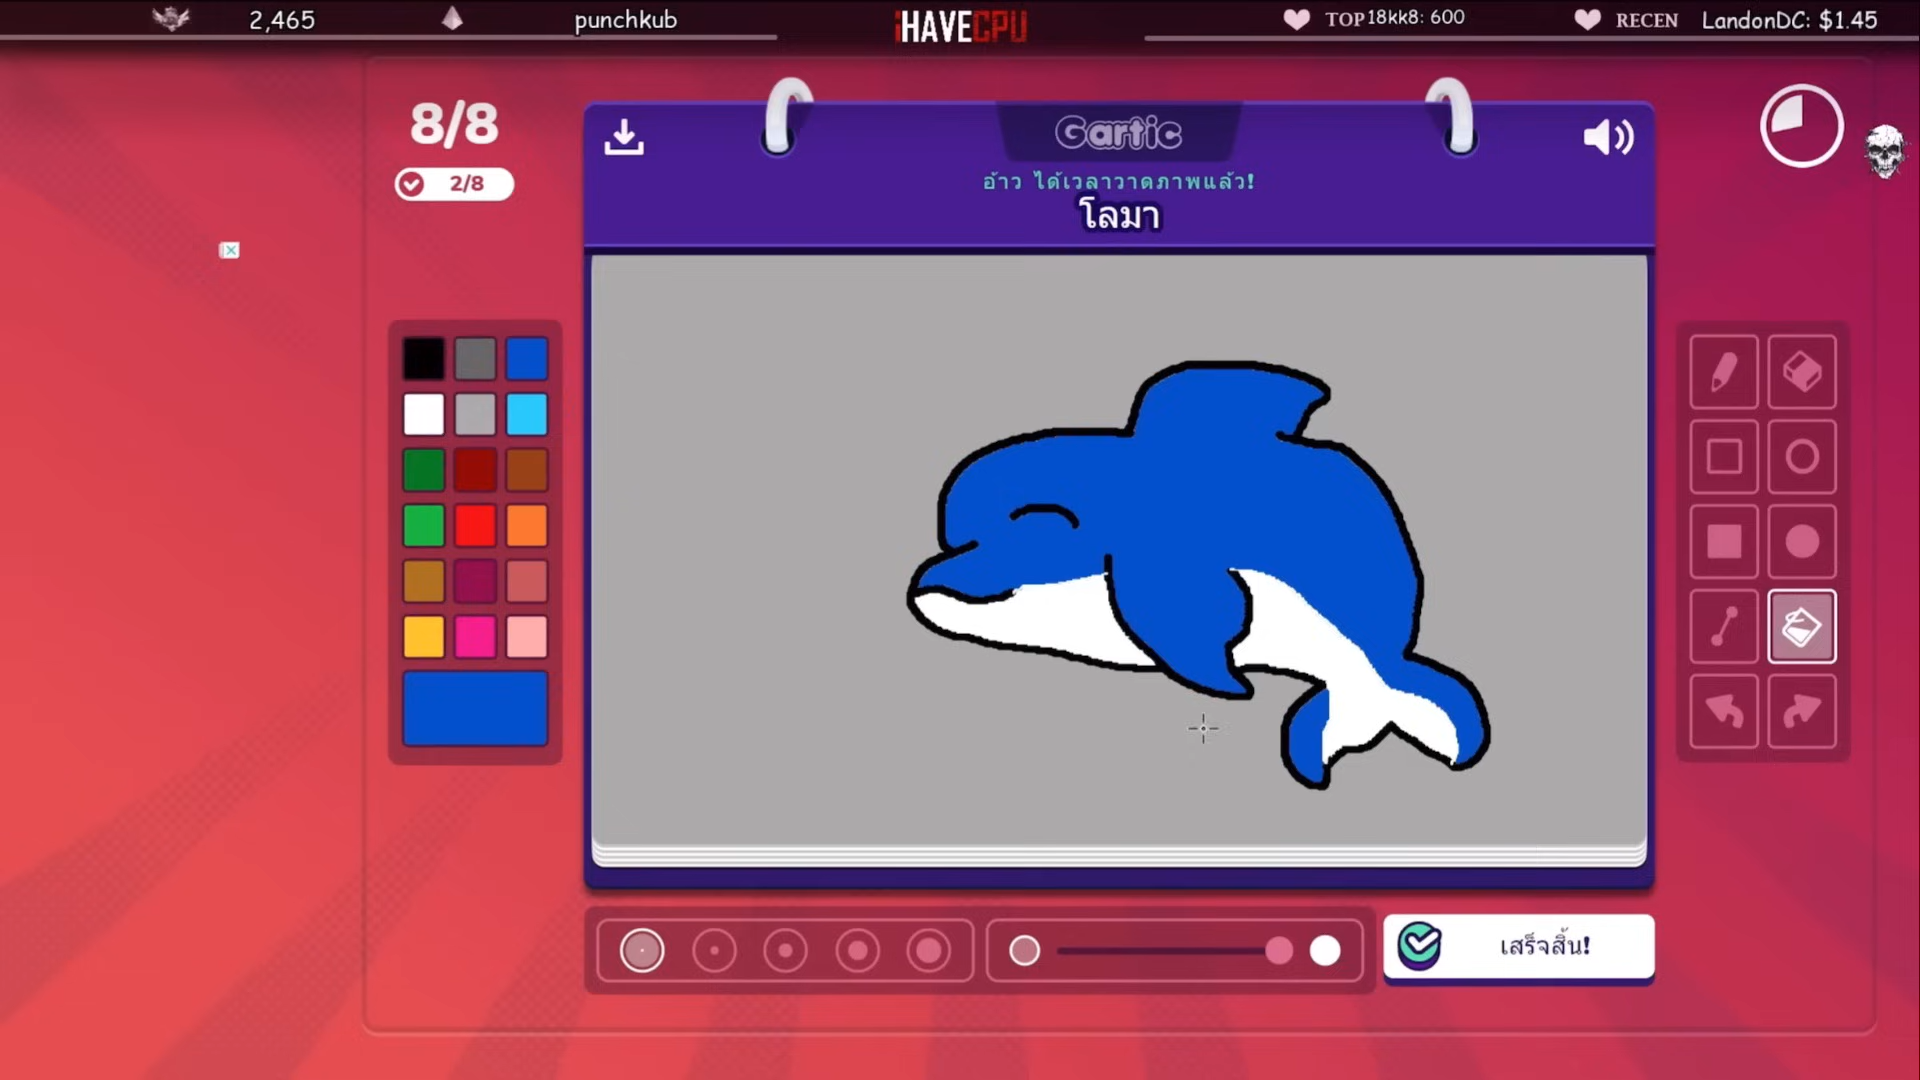 2,465
punchkub
iHAVECPU
TOP 18kk8: 600
RECEN LandonDC: $1.45
8/8
2/8
Gartic
อ้าว ได้เวลาวาดภาพแล้ว!
โลมา
เสร็จสิ้น!